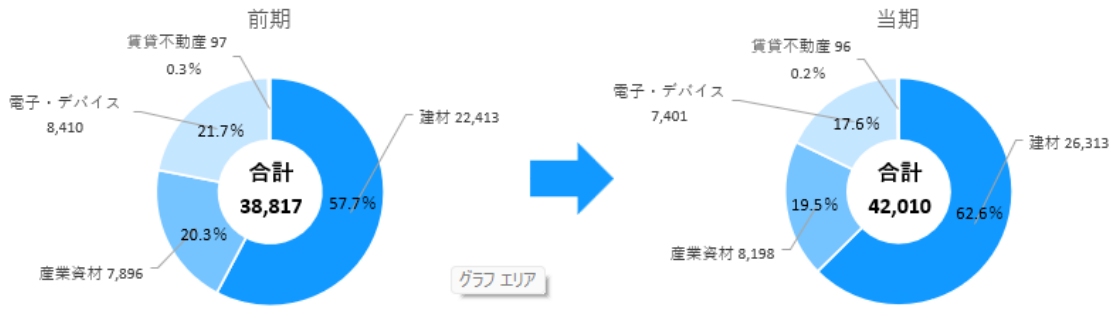 前期
賃貸不動産 97
0.3%
電子・デバイス
8,410
21.7%
建材 22,413
合計
38,817
57.7%
20.3%
産業資材 7,896
グラフ エリア
当期
賃貸不動産 96
0.2%
電子・デバイス
7,401
17.6%
建材 26,313
合計
42,010
62.6%
19.5%
産業資材 8,198